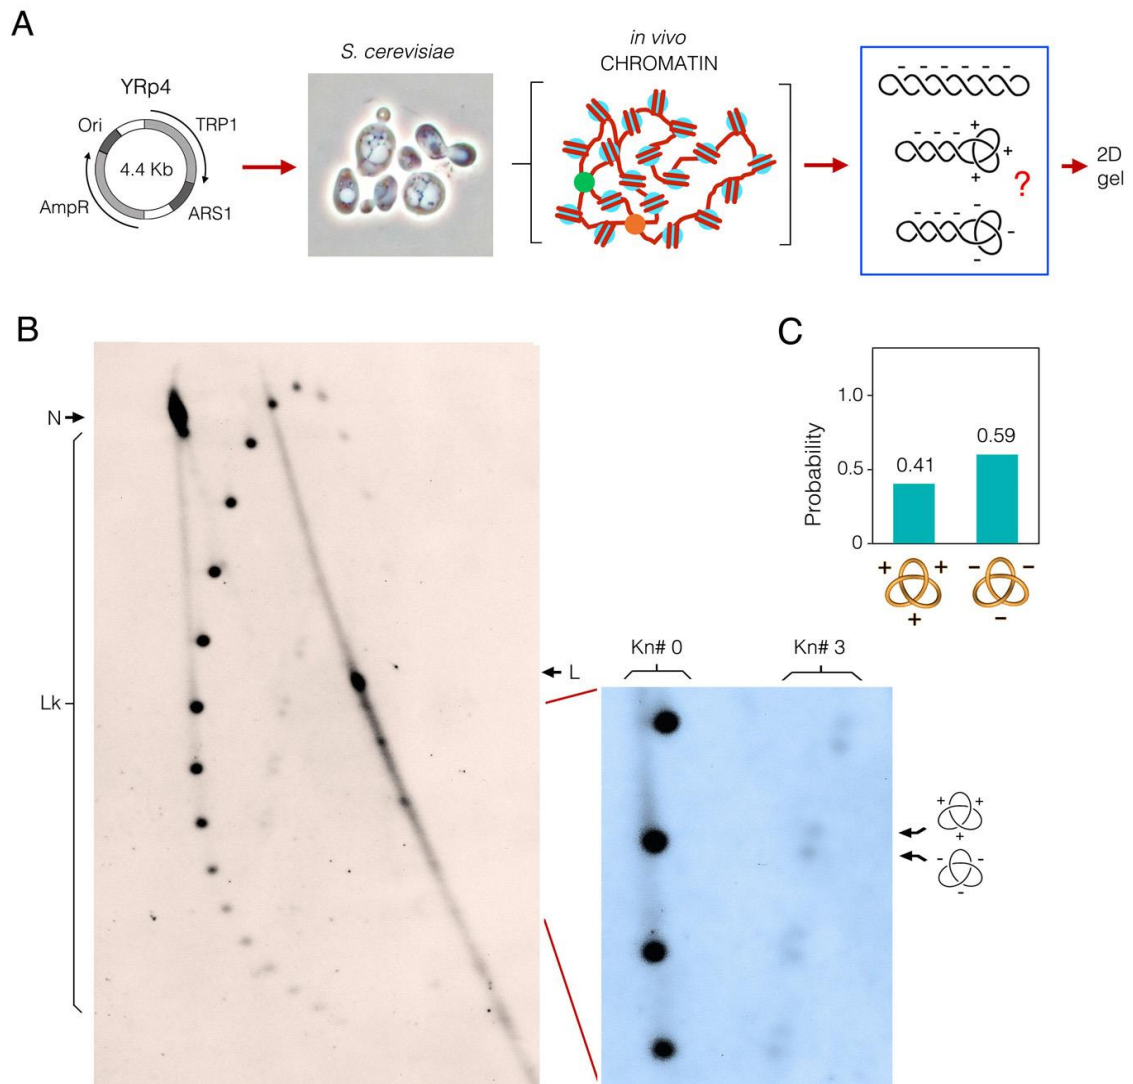 A
YRp4
Ori
TRP1
4.4 Kb
AmpR
ARS1
S. cerevisiae
in vivo
CHROMATIN
- - - - - -
- - - +
+
+
?
- - - -
-
-
2D
gel
B
N
Lk
L
C
Probability
1.0
0.5
0
0.41
0.59
+ +
+
- -
-
Kn# 0
Kn# 3
+ +
+
- -
-